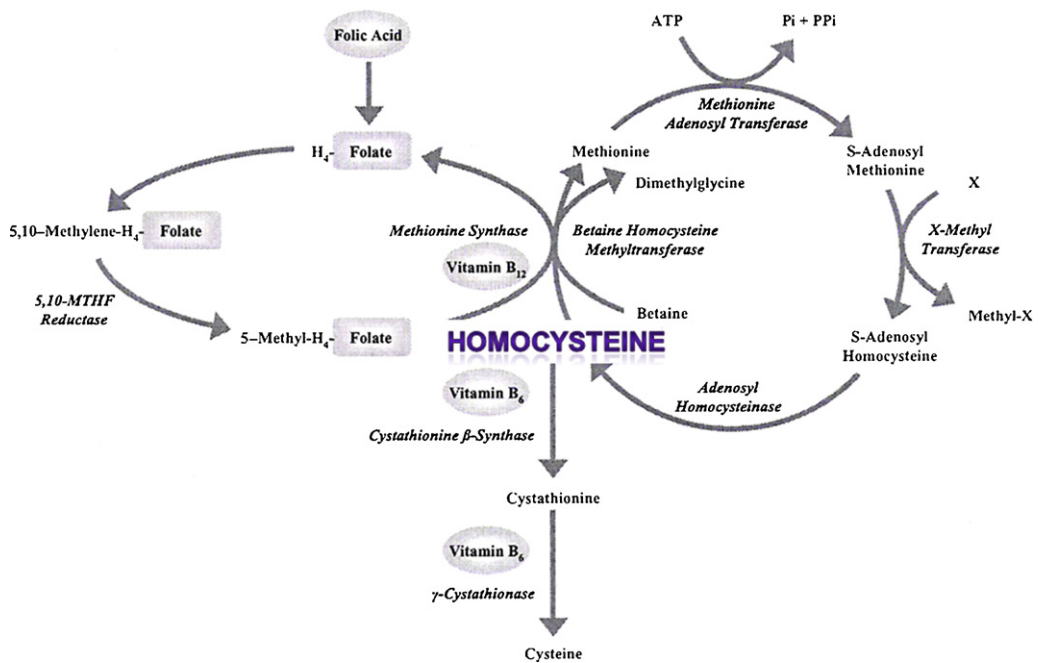 ATP
Pi + PPi
Folic Acid
Methionine
Adenosyl Transferase
H₄-
Folate
Methionine
S-Adenosyl
Methionine
Dimethylglycine
X
5,10–Methylene-H₄-
Folate
Methionine Synthase
Betaine Homocysteine
Methyltransferase
X-Methyl
Transferase
Vitamin B₁₂
5,10-MTHF
Reductase
Betaine
Methyl-X
5–Methyl-H₄-
Folate
HOMOCYSTEINE
S-Adenosyl
Homocysteine
Vitamin B₆
Adenosyl
Homocysteinase
Cystathionine β-Synthase
Cystathionine
Vitamin B₆
γ-Cystathionase
Cysteine